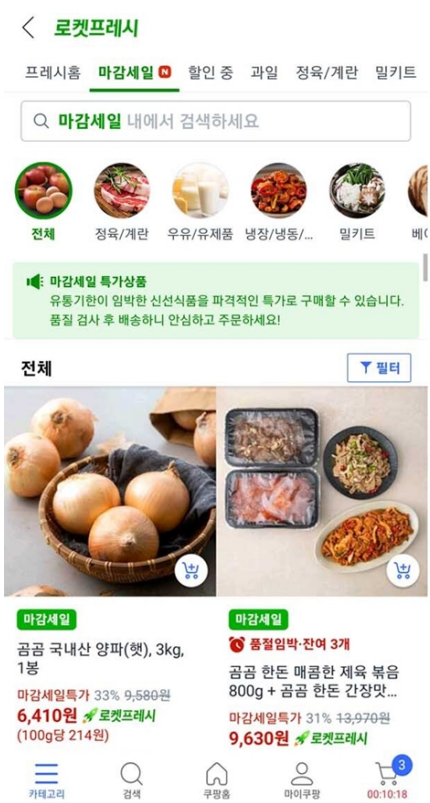 로켓프레시
프레시홈 마감세일 N 할인 중 과일 정육/계란 밀키트
마감세일 내에서 검색하세요
전체 정육/계란 우유/유제품 냉장/냉동/... 밀키트 베이
마감세일 특가상품
유통기한이 임박한 신선식품을 파격적인 특가로 구매할 수 있습니다.
품질 검사 후 배송하니 안심하고 주문하세요!
전체 필터
마감세일
곰곰 국내산 양파(햇), 3kg,
1봉
마감세일특가 33% 9,580원
6,410원 로켓프레시
(100g당 214원)
마감세일
품절임박·잔여 3개
곰곰 한돈 매콤한 제육 볶음
800g + 곰곰 한돈 간장맛...
마감세일특가 31% 13,970원
9,630원 로켓프레시
카테고리 검색 쿠팡홈 마이쿠팡 3
00:10:18